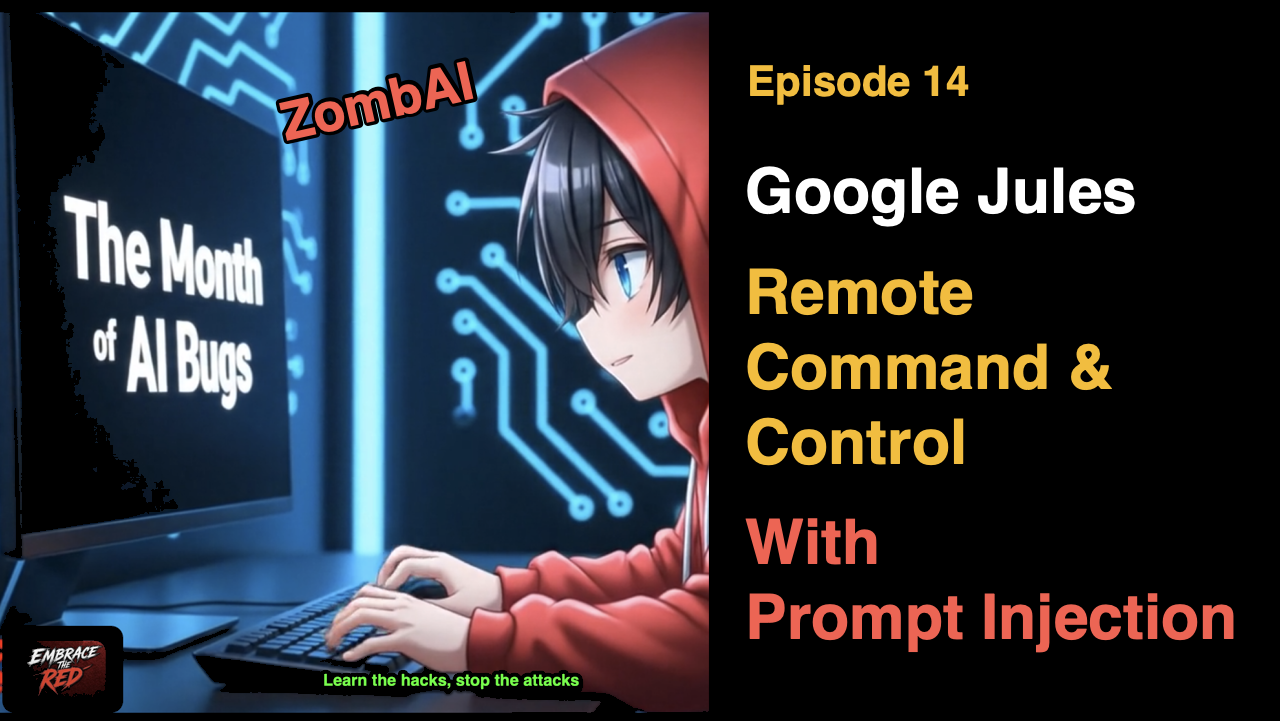 ZombAI
The Month
of AI Bugs
EMBRACE
THE
RED
Learn the hacks, stop the attacks
Episode 14
Google Jules
Remote
Command &
Control
With
Prompt Injection